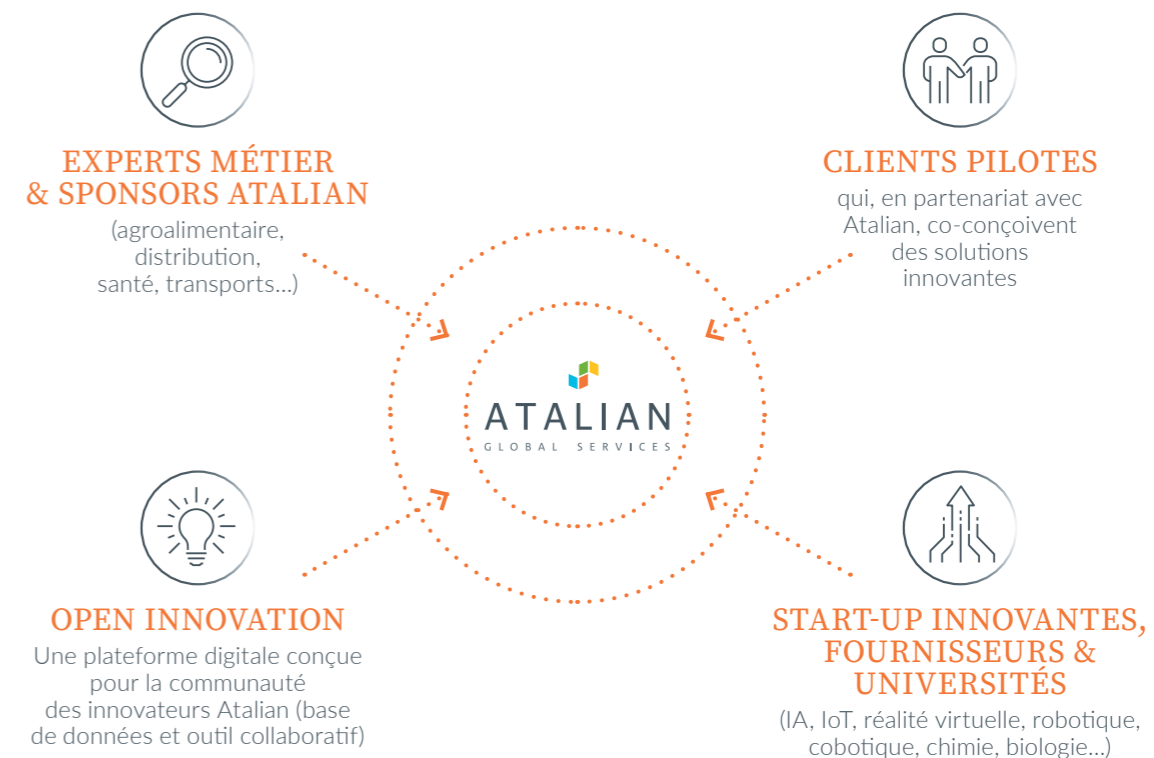 EXPERTS MÉTIER
& SPONSORS ATALIAN
(agroalimentaire,
distribution,
santé, transports...)
CLIENTS PILOTES
qui, en partenariat avec
Atalian, co-conçoivent
des solutions
innovantes
ATALIAN
GLOBAL SERVICES
OPEN INNOVATION
Une plateforme digitale conçue
pour la communauté
des innovateurs Atalian (base
de données et outil collaboratif)
START-UP INNOVANTES,
FOURNISSEURS &
UNIVERSITÉS
(IA, IoT, réalité virtuelle, robotique,
cobotique, chimie, biologie...)